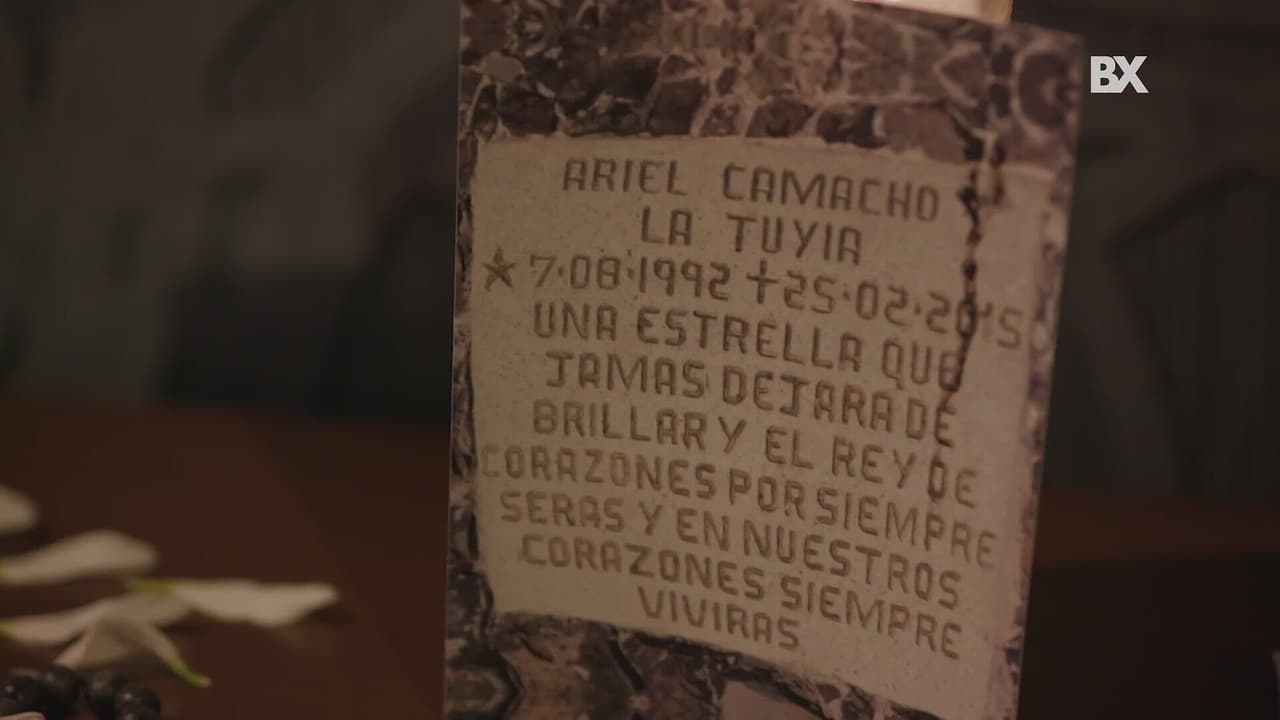 BX
ARIEL CAMACHO
LA TUYIA
★ 7·08·1992 ✝25·02·2015
UNA ESTRELLA QUE
JAMAS DEJARA DE
BRILLAR Y EL REY DE
CORAZONES POR SIEMPRE
SERAS Y EN NUESTROS
CORAZONES SIEMPRE
VIVIRAS